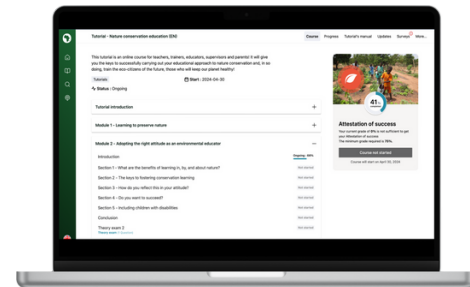 Tutorial - Nature conservation education (EN)
Course Progress Tutorial's manual Updates Surveys More...
This tutorial is an online course for teachers, trainers, educators, supervisors and parents! It will give
you the keys to successfully carrying out your educational approach to nature conservation and, in so
doing, train the eco-citizens of the future, those who will keep our planet healthy!
Tutorials
Start : 2024-04-30
Status : Ongoing
Tutorial introduction
Module 1 - Learning to preserve nature
Module 2 - Adopting the right attitude as an environmental educator
Introduction
Section 1 - What are the benefits of learning in, by, and about nature?
Not started
Section 2 - The keys to fostering conservation learning
Not started
Section 3 - How do you reflect this in your attitude?
Not started
Section 4 - Do you want to succeed?
Not started
Section 5 - Including children with disabilities
Not started
Conclusion
Not started
Theory exam 2
Not started
41%
Attestation of success
Your current grade of
is not sufficient to get
your Attestation of success
The minimum grade required is
Course not started
Course will start on April 30, 2024